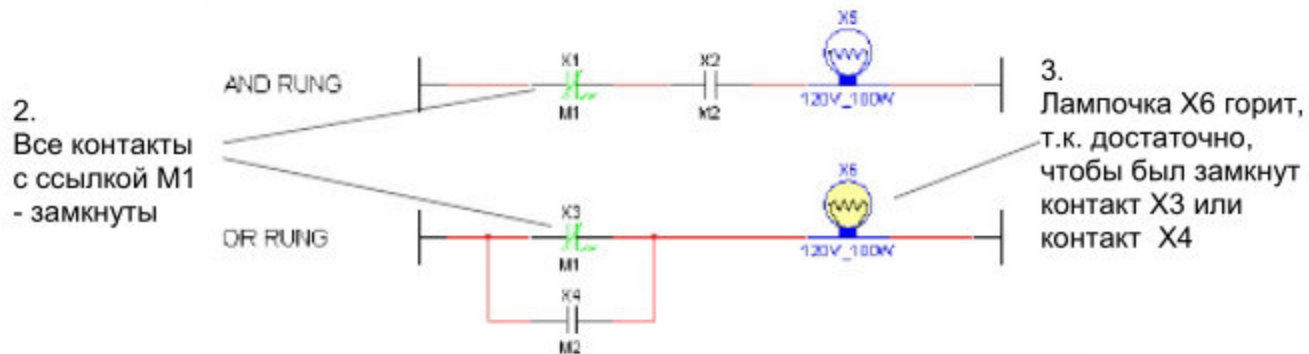 2.
Все контакты
с ссылкой М1
- замкнуты
AND RUNG
X1
M1
X2
M2
X5
120V_100W
OR RUNG
X3
M1
X4
M2
X6
120V_100W
3.
Лампочка X6 горит,
т.к. достаточно,
чтобы был замкнут
контакт X3 или
контакт X4